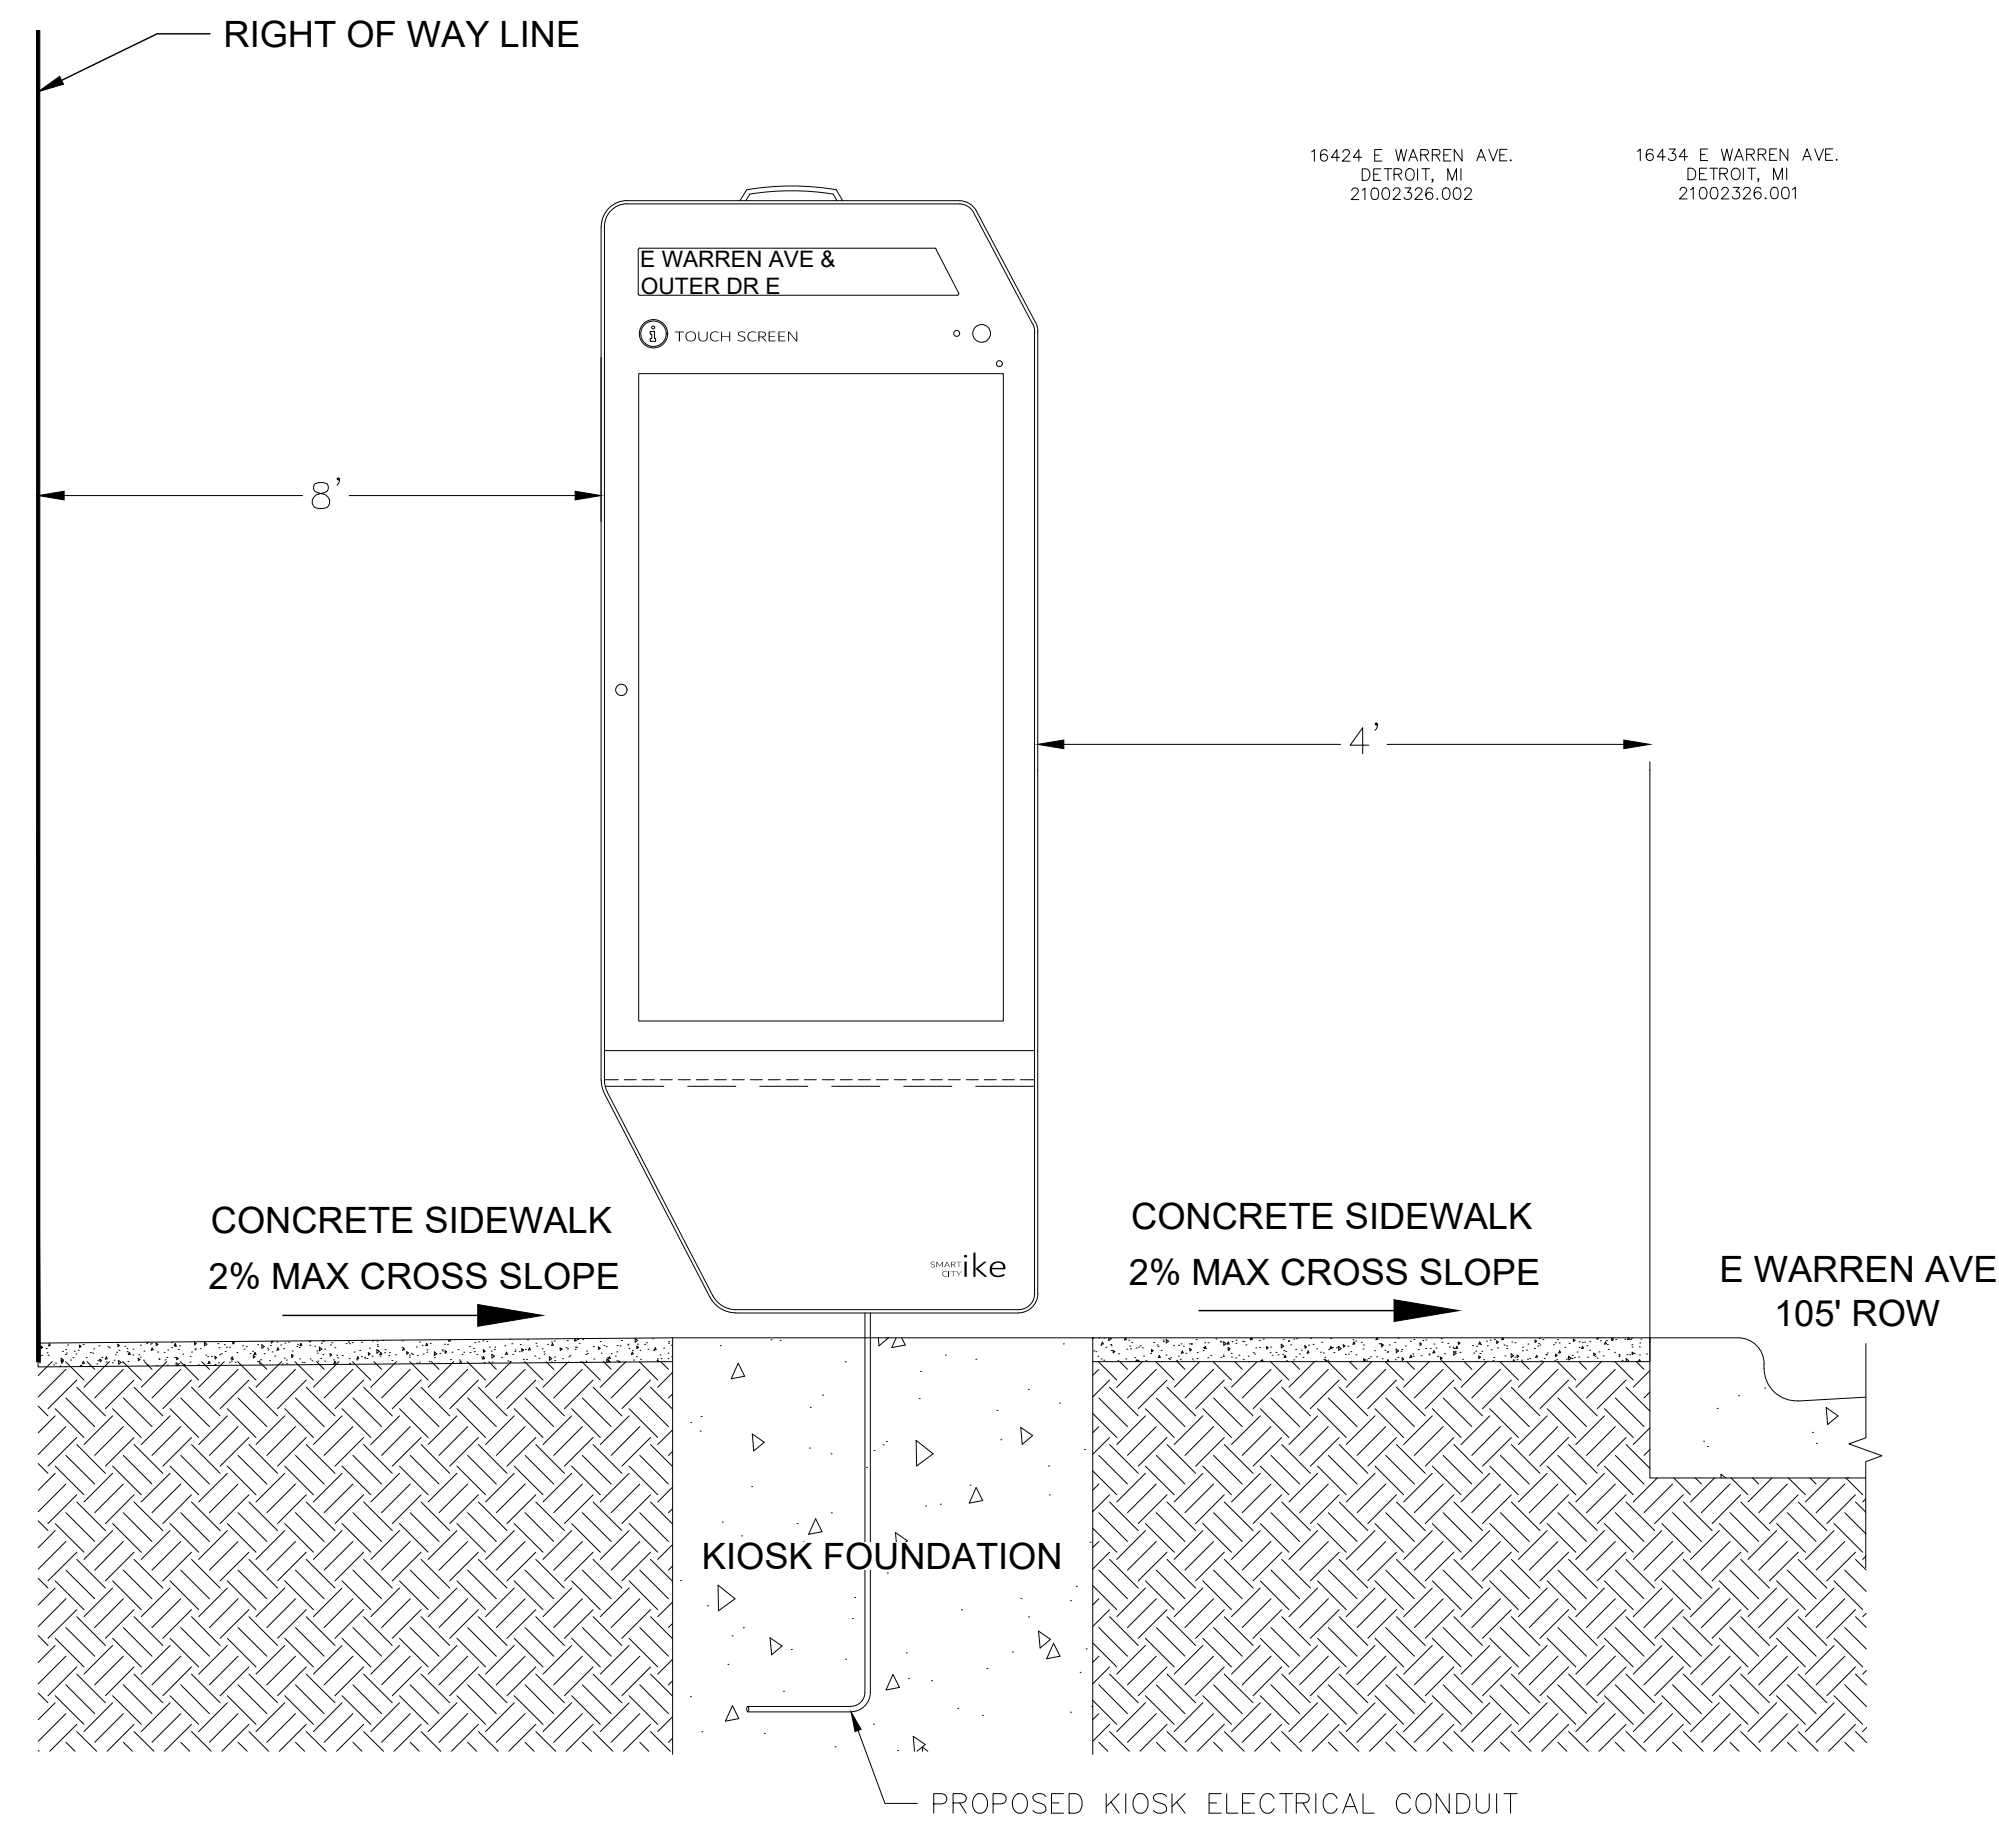 RIGHT OF WAY LINE
16424 E WARREN AVE.
DETROIT, MI
21002326.002
16434 E WARREN AVE.
DETROIT, MI
21002326.001
E WARREN AVE &
OUTER DR E
i TOUCH SCREEN
8'
4'
CONCRETE SIDEWALK
2% MAX CROSS SLOPE
SMART
CITY
ike
CONCRETE SIDEWALK
2% MAX CROSS SLOPE
E WARREN AVE
105' ROW
KIOSK FOUNDATION
PROPOSED KIOSK ELECTRICAL CONDUIT